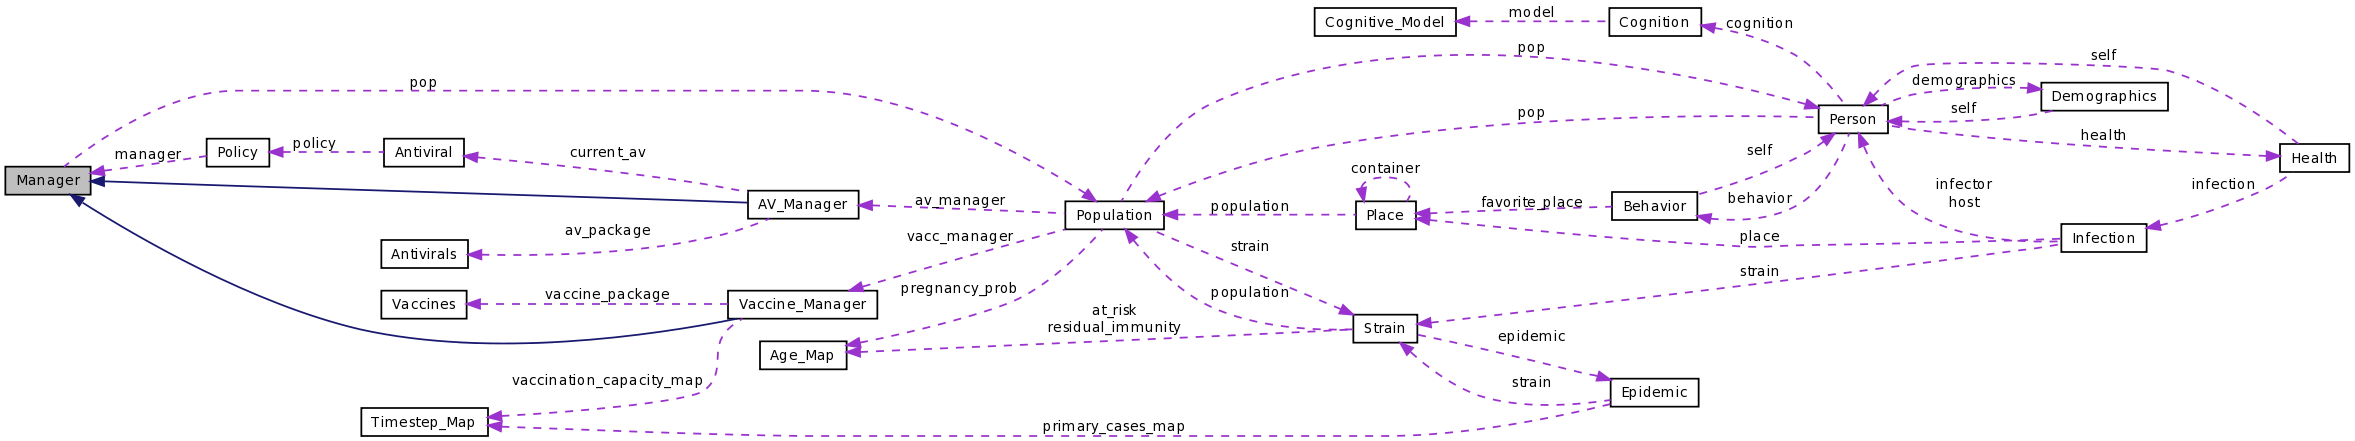 Cognitive_Model
model
Cognition
cognition
pop
self
pop
demographics
Demographics
self
pop
Person
health
Health
Manager
manager
Policy
policy
Antiviral
current_av
container
self
infector
host
infection
AV_Manager
av_manager
Population
population
Place
favorite_place
Behavior
behavior
av_package
Antivirals
vacc_manager
strain
place
Infection
strain
Vaccines
vaccine_package
Vaccine_Manager
pregnancy_prob
population
at_risk
residual_immunity
Strain
epidemic
Age_Map
vaccination_capacity_map
strain
Epidemic
Timestep_Map
primary_cases_map